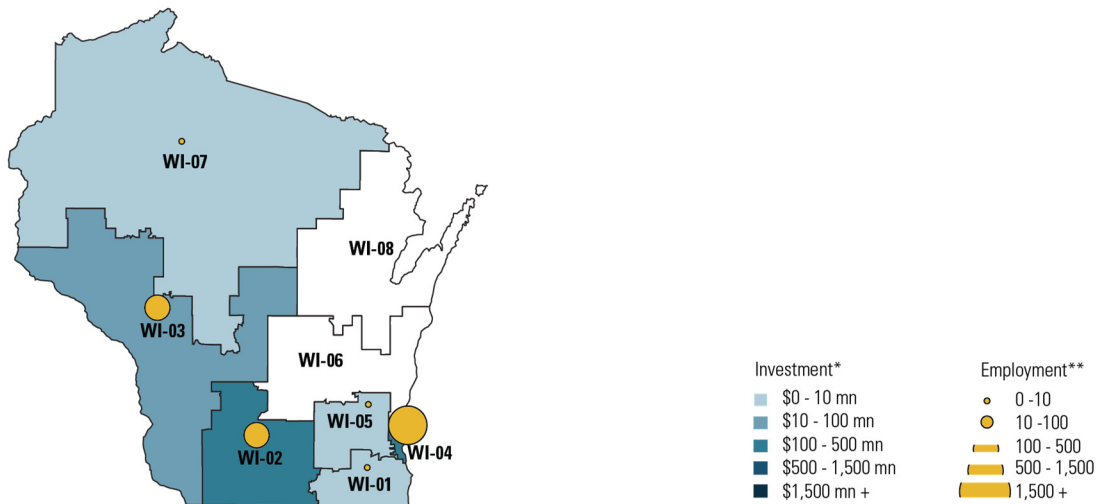 WI-07
WI-08
WI-03
WI-06
WI-05
WI-04
WI-02
WI-01
Investment*
$0 - 10 mn
$10 - 100 mn
$100 - 500 mn
$500 - 1,500 mn
$1,500 mn +
Employment**
0 -10
10 -100
100 - 500
500 - 1,500
1,500 +